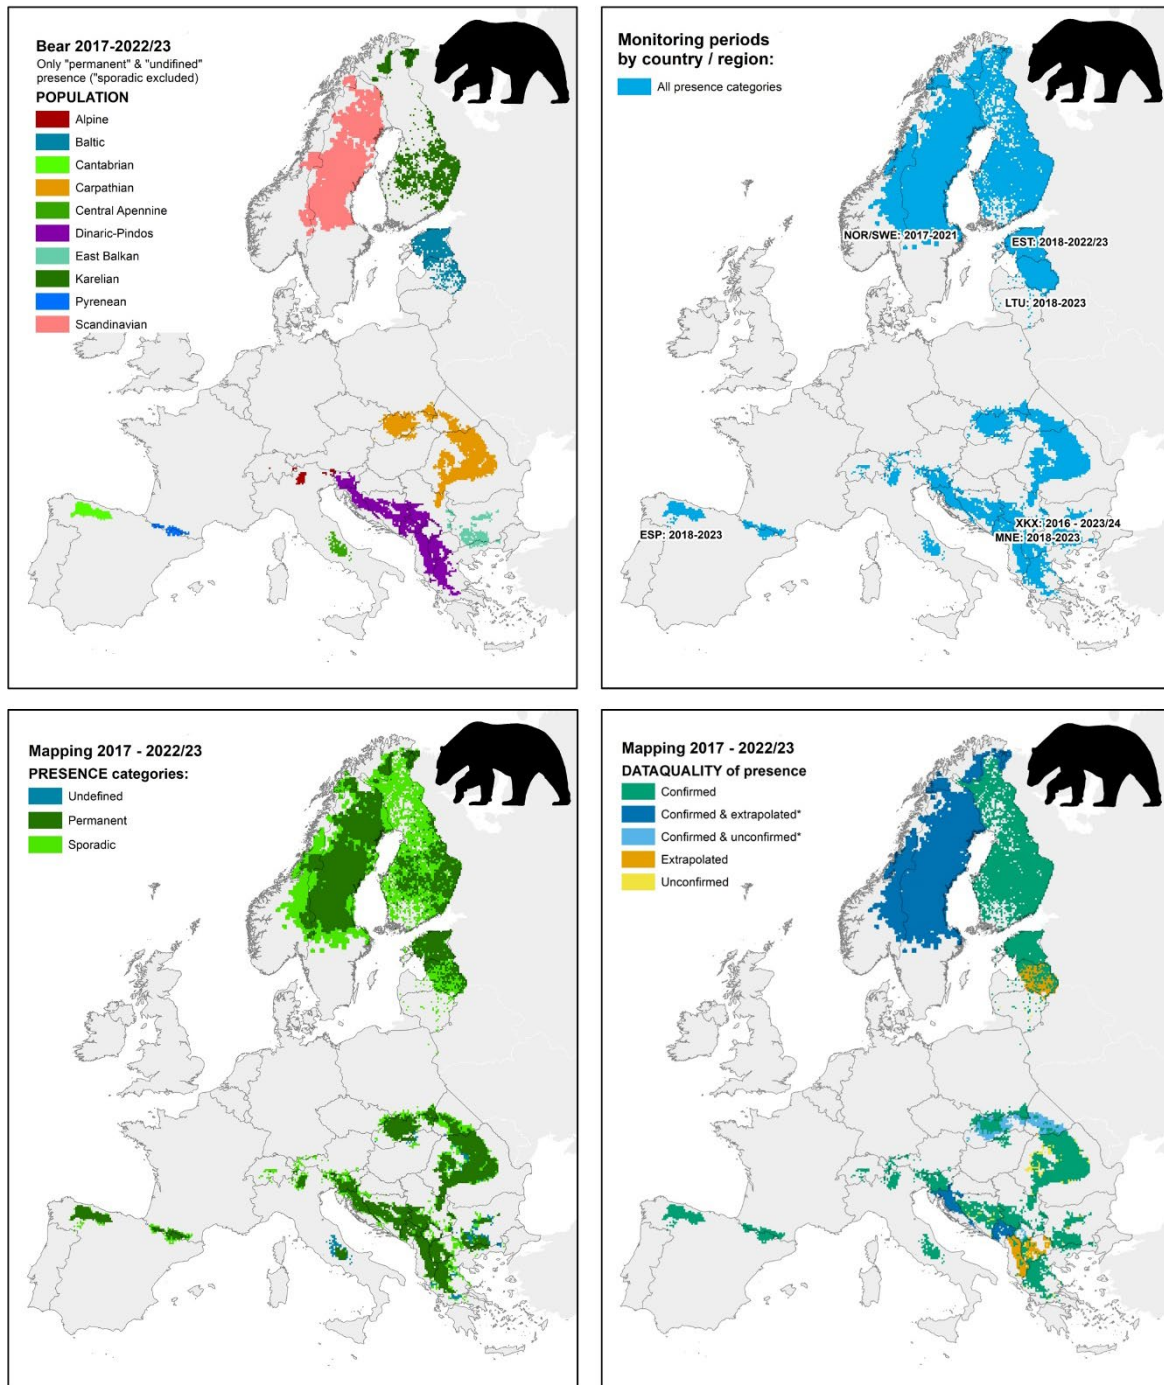 Bear 2017-2022/23
Only "permanent" & "undifined"
presence ("sporadic excluded)
POPULATION
Alpine
Baltic
Cantabrian
Carpathian
Central Apennine
Dinaric-Pindos
East Balkan
Karelian
Pyrenean
Scandinavian
Monitoring periods
by country / region:
All presence categories
NOR/SWE: 2017-2021
EST: 2018-2022/23
LTU: 2018-2023
XKX: 2016 - 2023/24
MNE: 2018-2023
ESP: 2018-2023
Mapping 2017 - 2022/23
PRESENCE categories:
Undefined
Permanent
Sporadic
Mapping 2017 - 2022/23
DATAQUALITY of presence
Confirmed
Confirmed & extrapolated*
Confirmed & unconfirmed*
Extrapolated
Unconfirmed